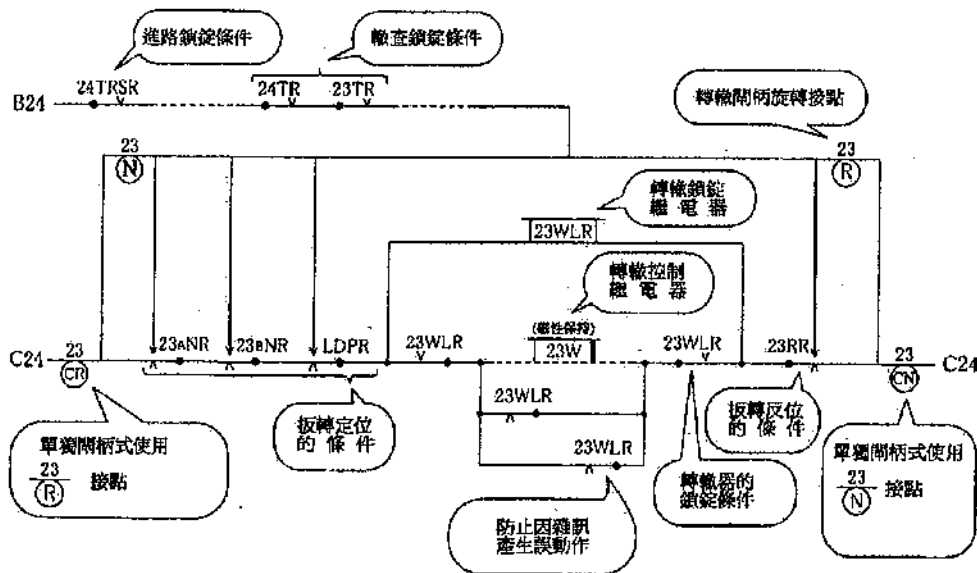 進路鎖錠條件
轍查鎖錠條件
24TRSR
24TR
23TR
B24
轉轍閘柄旋转接點
23
N
23
R
轉轍鎖錠
繼電器
23WLR
轉轍控制
繼電器
(磁性保持)
C24
23
CR
23ANR
23BNR
LDPR
23WLR
23W
23WLR
23RR
23
CN
C24
23WLR
23WLR
單獨閘柄式使用
23
R
接點
扳轉定位
的條件
防止因雜訊
產生誤動作
轉轍器的
鎖錠條件
扳轉反位
的條件
單獨閘柄式使用
23
N
接點